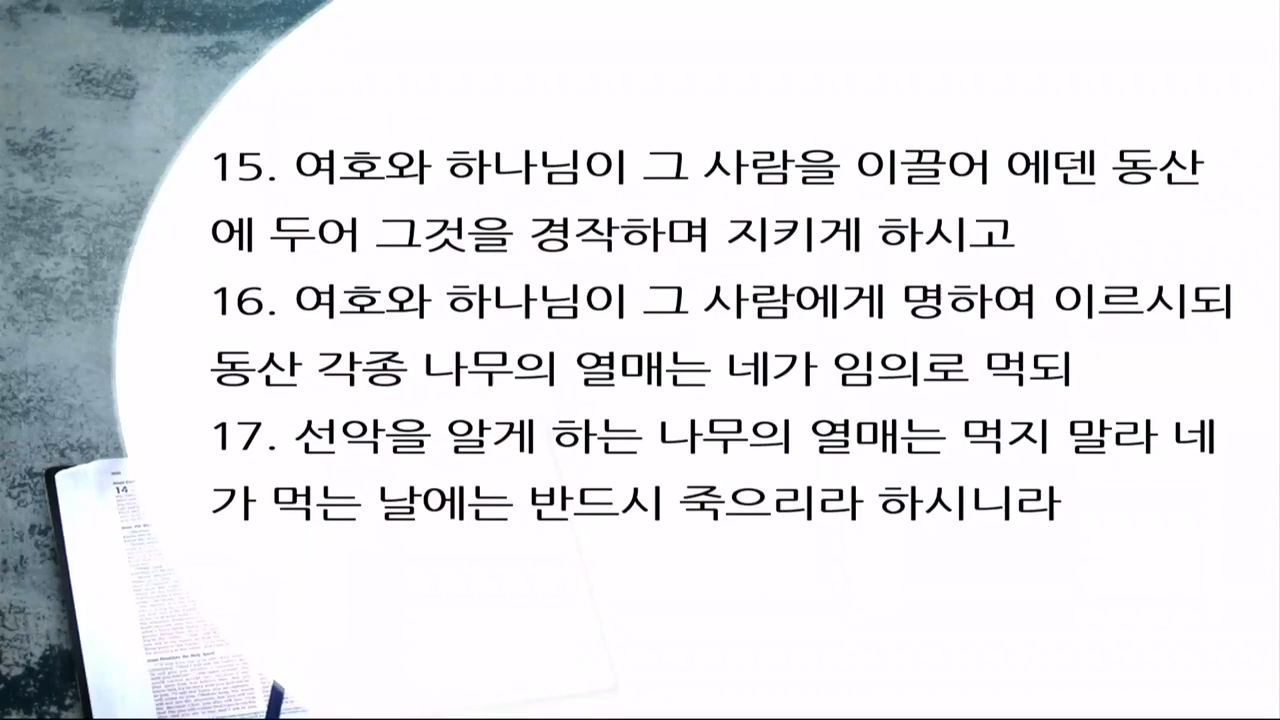 15. 여호와 하나님이 그 사람을 이끌어 에덴 동산
에 두어 그것을 경작하며 지키게 하시고
16. 여호와 하나님이 그 사람에게 명하여 이르시되
동산 각종 나무의 열매는 네가 임의로 먹되
17. 선악을 알게 하는 나무의 열매는 먹지 말라 네
가 먹는 날에는 반드시 죽으리라 하시니라
14